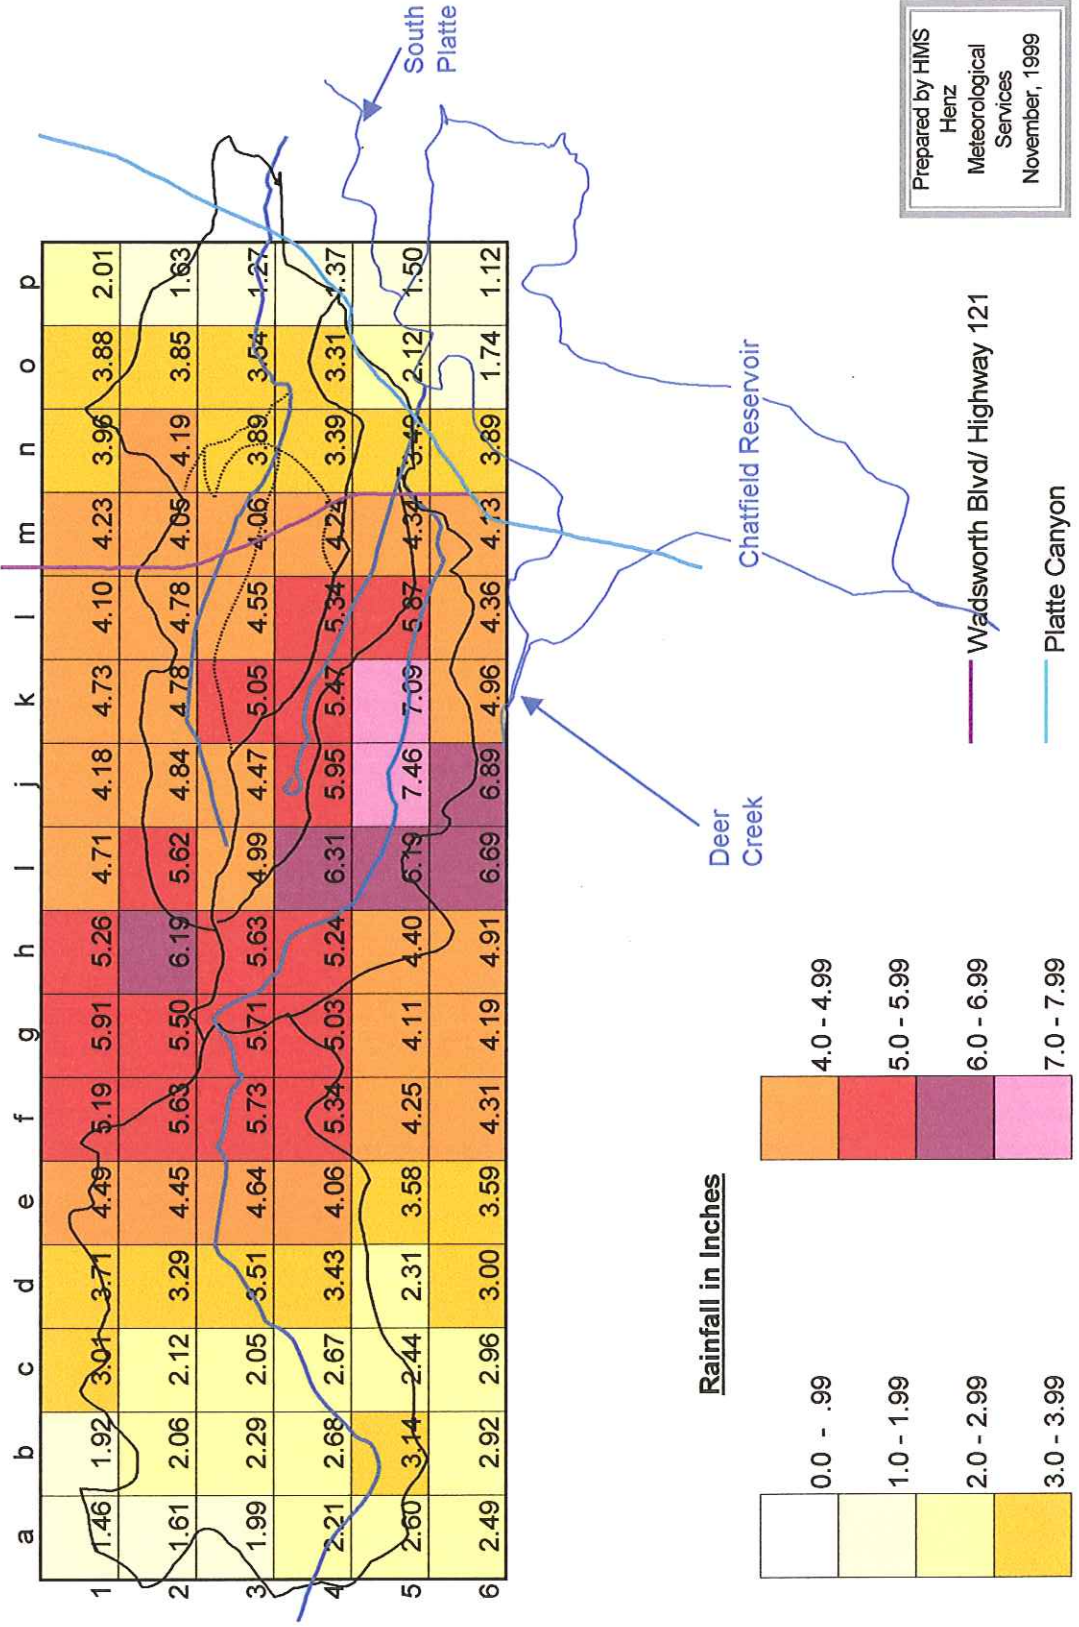 a b c d e f g h I j k l m n o p
1 1.46 1.92 3.01 3.71 4.49 5.19 5.91 5.26 4.71 4.18 4.73 4.10 4.23 3.96 3.88 2.01
2 1.61 2.06 2.12 3.29 4.45 5.63 5.50 6.19 5.62 4.84 4.78 4.78 4.05 4.19 3.85 1.63
3 1.99 2.29 2.05 3.51 4.64 5.73 5.71 5.63 4.99 4.47 5.05 4.55 4.06 3.89 3.54 1.27
4 2.21 2.68 2.67 3.43 4.06 5.34 5.03 5.24 6.31 5.95 5.47 5.34 4.24 3.39 3.31 1.37
5 2.60 3.14 2.44 2.31 3.58 4.25 4.11 4.40 6.19 7.46 7.09 5.87 4.34 3.49 2.12 1.50
6 2.49 2.92 2.96 3.00 3.59 4.31 4.19 4.91 6.69 6.89 4.96 4.36 4.13 3.89 1.74 1.12
South
Platte
Deer
Creek
Chatfield Reservoir
Rainfall in Inches
0.0 - .99
1.0 - 1.99
2.0 - 2.99
3.0 - 3.99
4.0 - 4.99
5.0 - 5.99
6.0 - 6.99
7.0 - 7.99
Wadsworth Blvd/ Highway 121
Platte Canyon
Prepared by HMS
Henz
Meteorological
Services
November, 1999